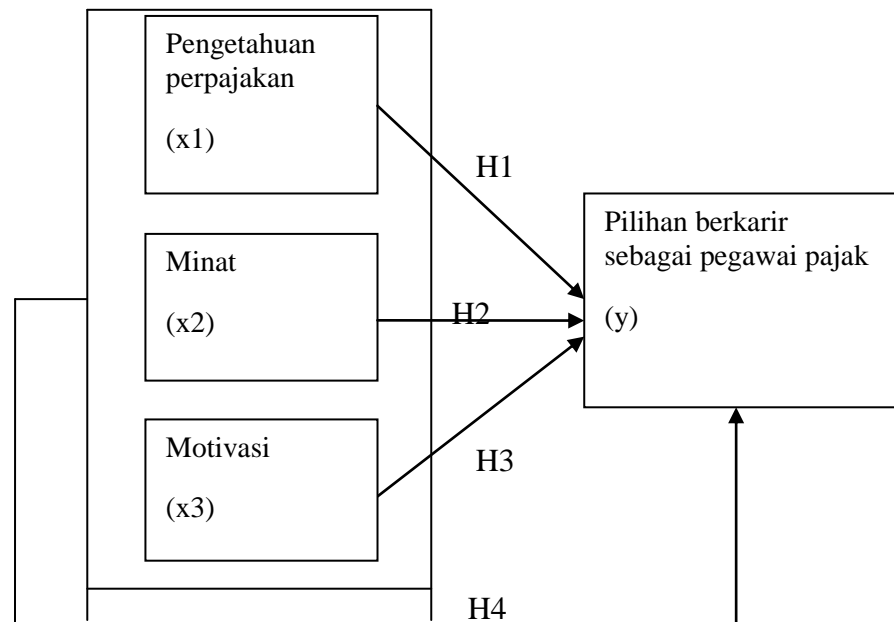 Pengetahuan
perpajakan
(x1)
H1
Pilihan berkarir
sebagai pegawai pajak
(y)
Minat
(x2)
H2
Motivasi
(x3)
H3
H4